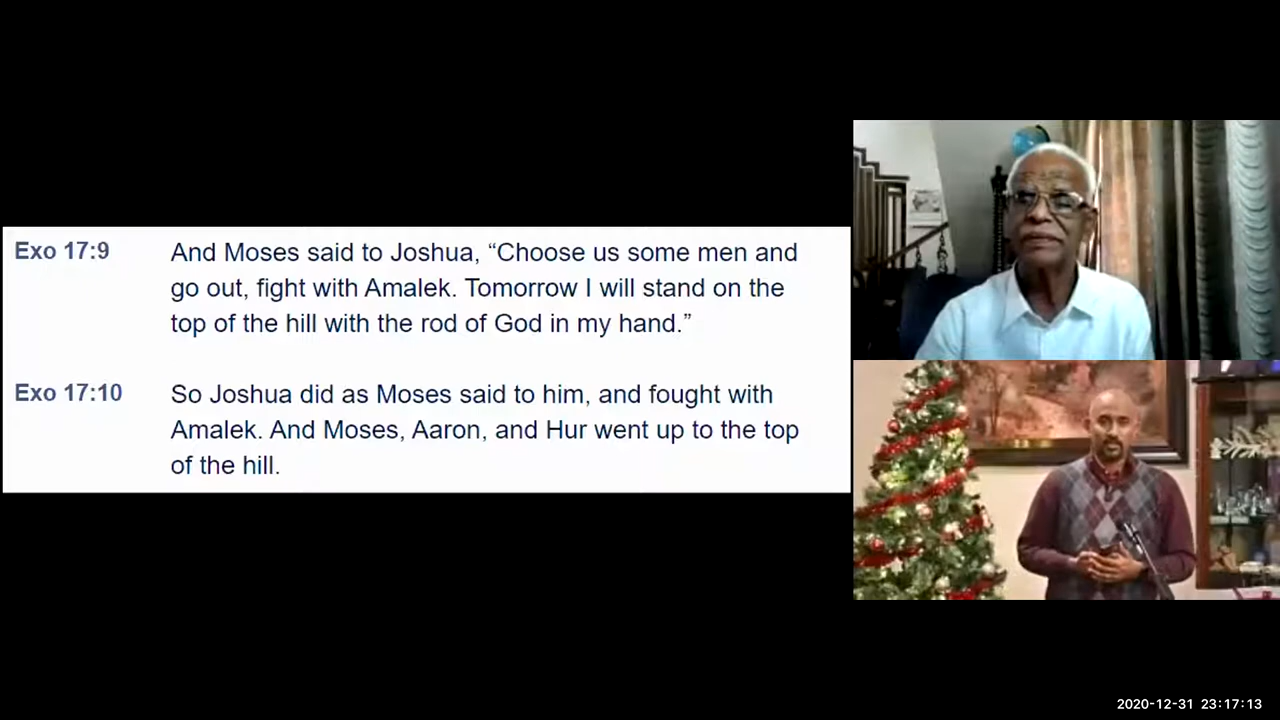 Exo 17:9 And Moses said to Joshua, “Choose us some men and
go out, fight with Amalek. Tomorrow I will stand on the
top of the hill with the rod of God in my hand.”
Exo 17:10 So Joshua did as Moses said to him, and fought with
Amalek. And Moses, Aaron, and Hur went up to the top
of the hill.
2020-12-31 23:17:13